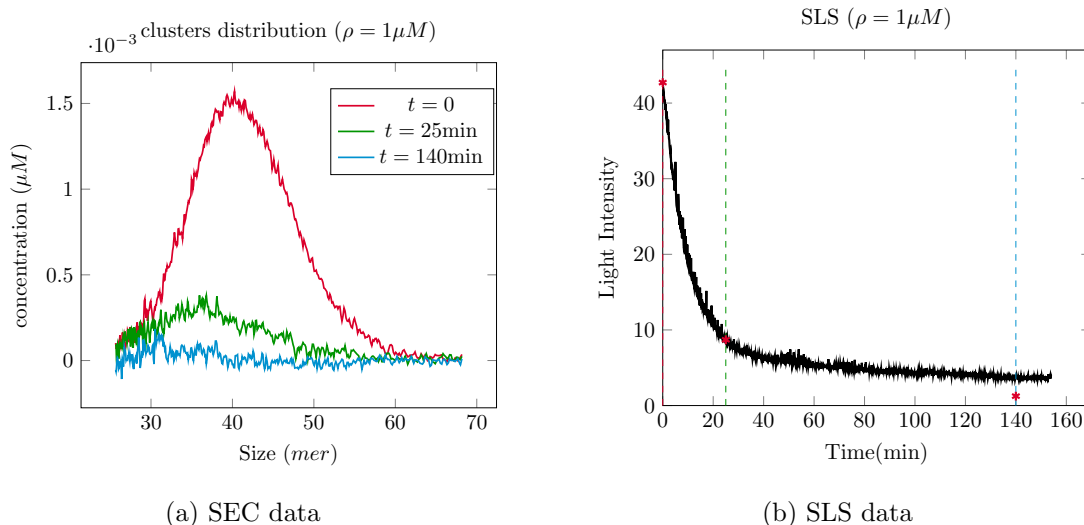 clusters distribution (ρ = 1μM)
·10⁻³
1.5
1
0.5
0
30 40 50 60 70
concentration (μM)
Size (mer)
t = 0
t = 25min
t = 140min
(a) SEC data
SLS (ρ = 1μM)
40
30
20
10
0
0 20 40 60 80 100 120 140 160
Light Intensity
Time(min)
(b) SLS data